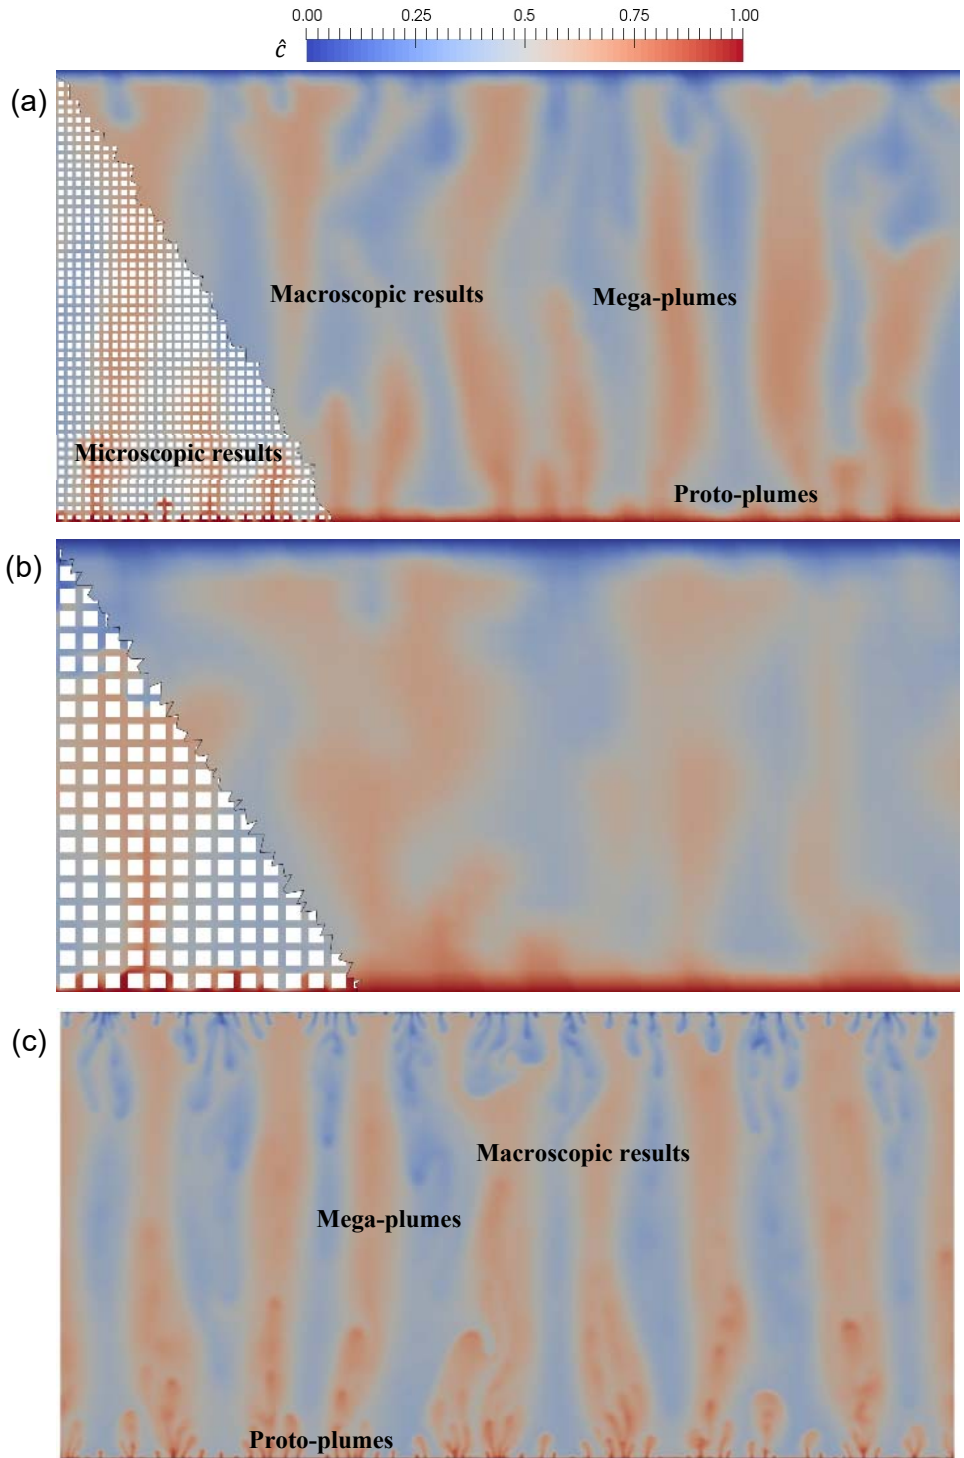 0.00 0.25 0.5 0.75 1.00
ĉ
(a)
Macroscopic results
Mega-plumes
Microscopic results
Proto-plumes
(b)
(c)
Macroscopic results
Mega-plumes
Proto-plumes